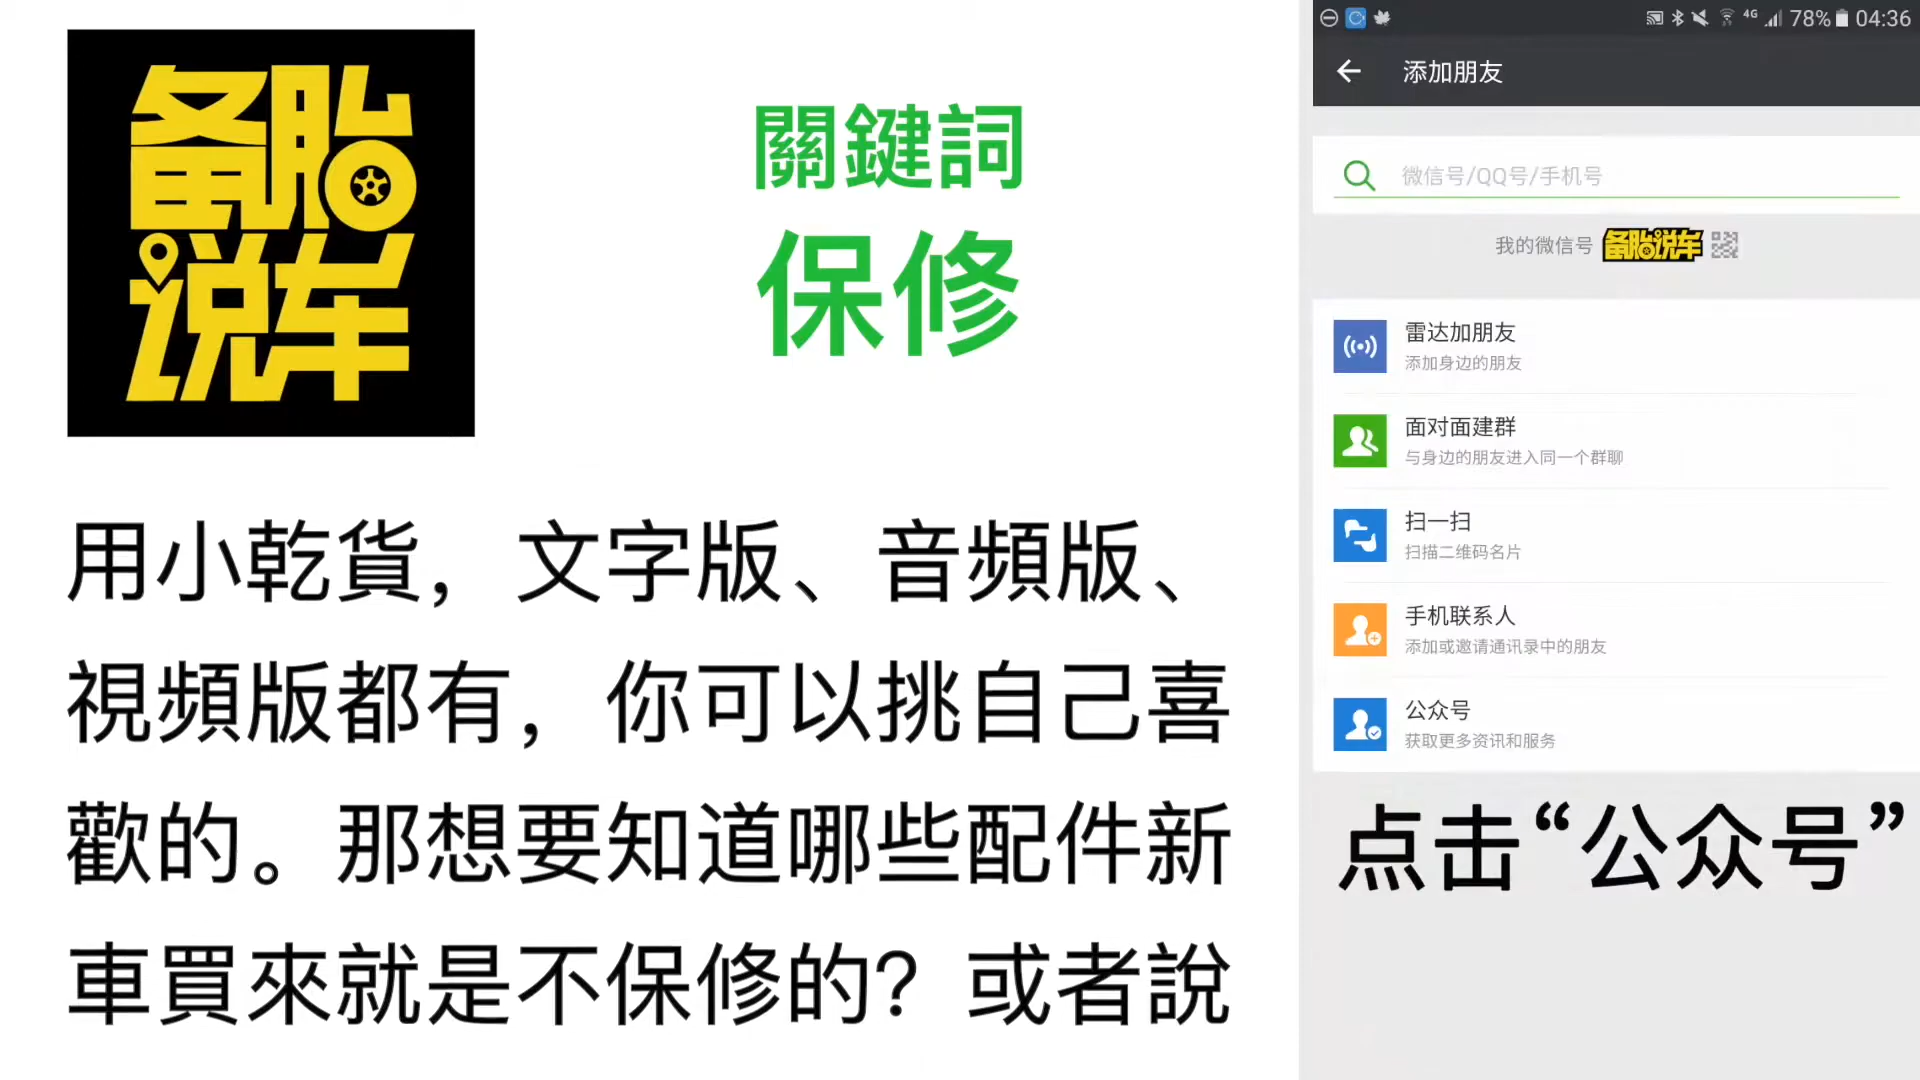 备胎
说车
關鍵詞
保修
用小乾貨，文字版、音頻版、
視頻版都有，你可以挑自己喜
歡的。那想要知道哪些配件新
車買來就是不保修的？或者說
4G 78% 04:36
添加朋友
微信号/QQ号/手机号
我的微信号 备胎说车
雷达加朋友
添加身边的朋友
面对面建群
与身边的朋友进入同一个群聊
扫一扫
扫描二维码名片
手机联系人
添加或邀请通讯录中的朋友
公众号
获取更多资讯和服务
点击“公众号”